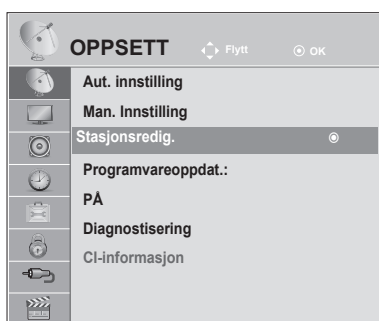 OPPSETT Flytt OK
Aut. innstilling
Man. Innstilling
Stasjonsredig.
Programvareoppdat.:
PÅ
Diagnostisering
CI-informasjon